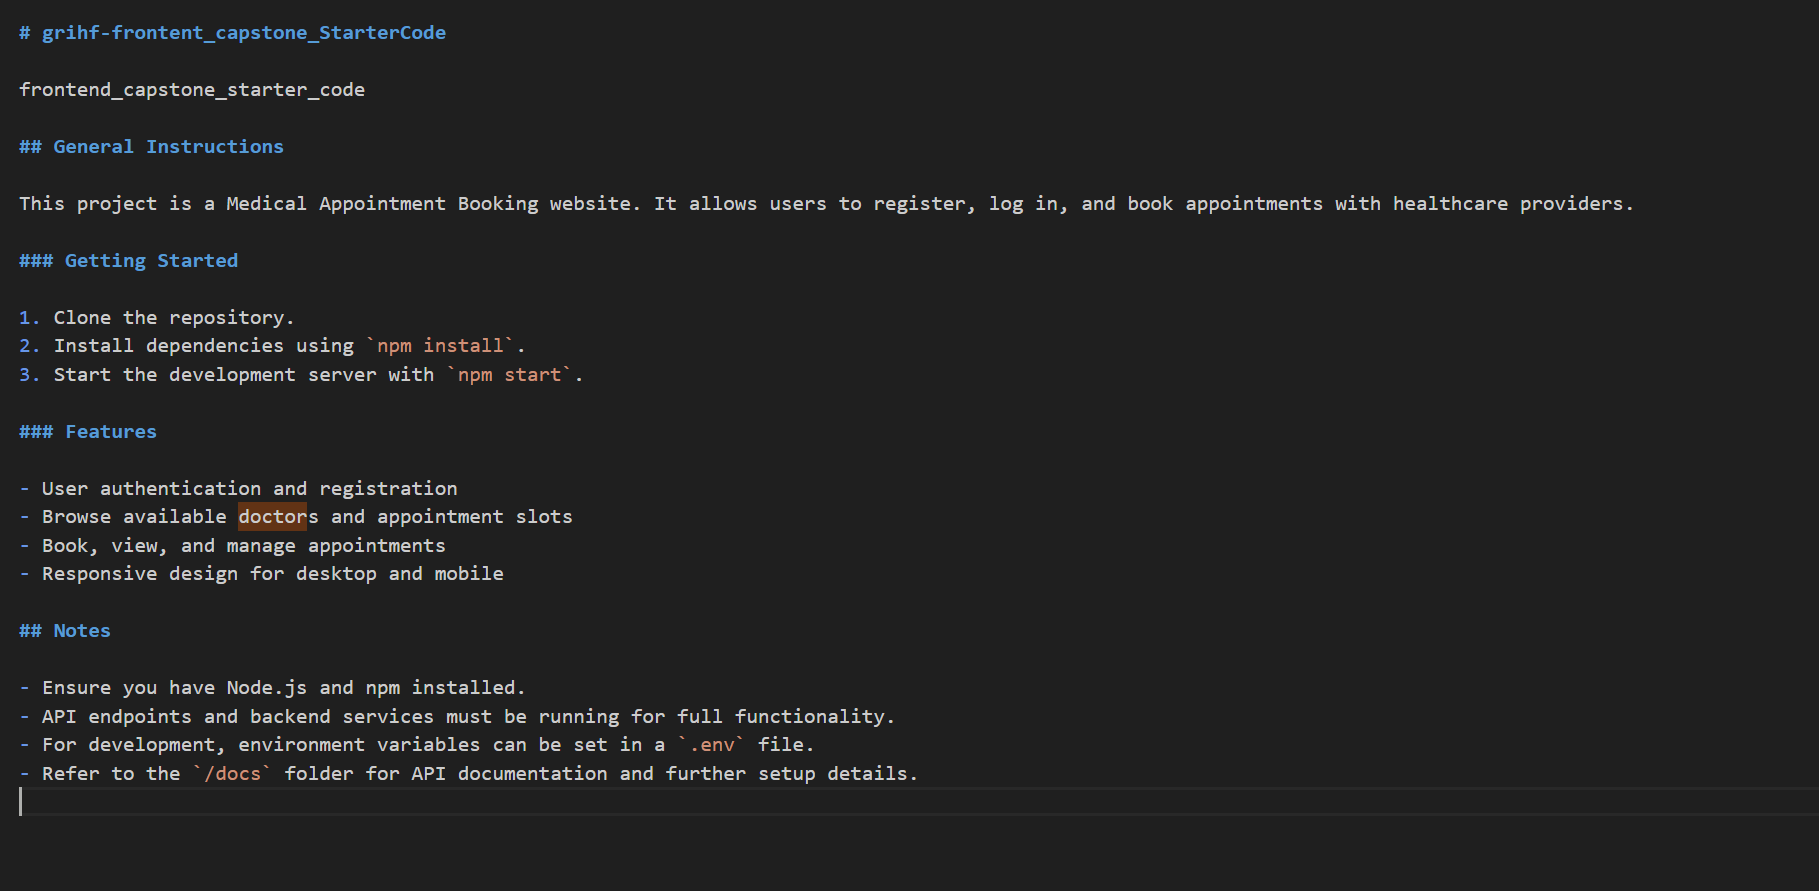 # grihf-frontent_capstone_StarterCode
frontend_capstone_starter_code
## General Instructions
This project is a Medical Appointment Booking website. It allows users to register, log in, and book appointments with healthcare providers.
### Getting Started
1. Clone the repository.
2. Install dependencies using `npm install`.
3. Start the development server with `npm start`.
### Features
- User authentication and registration
- Browse available doctors and appointment slots
- Book, view, and manage appointments
- Responsive design for desktop and mobile
## Notes
- Ensure you have Node.js and npm installed.
- API endpoints and backend services must be running for full functionality.
- For development, environment variables can be set in a `.env` file.
- Refer to the `/docs` folder for API documentation and further setup details.